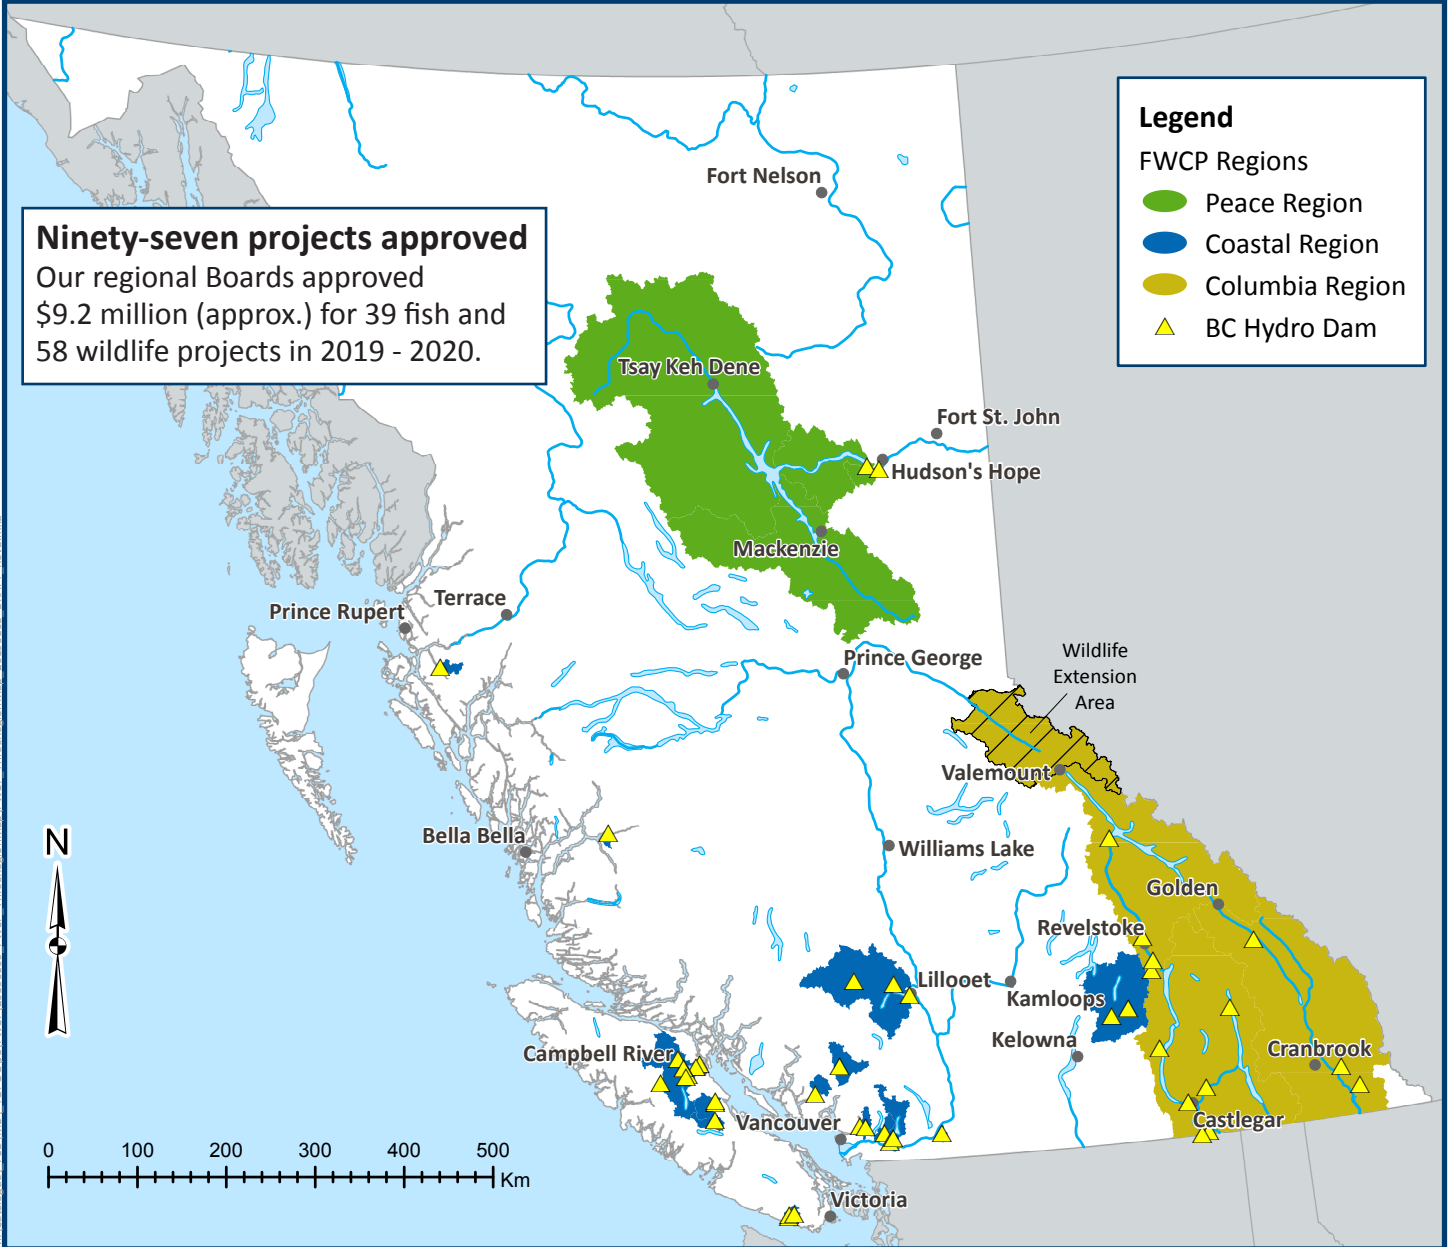 Legend
FWCP Regions
Peace Region
Coastal Region
Columbia Region
BC Hydro Dam
Ninety-seven projects approved
Our regional Boards approved
$9.2 million (approx.) for 39 fish and
58 wildlife projects in 2019 - 2020.
Fort Nelson
Tsay Keh Dene
Fort St. John
Hudson's Hope
Mackenzie
Terrace
Prince Rupert
Prince George
Wildlife
Extension
Area
Valemount
Bella Bella
Williams Lake
Golden
Revelstoke
Lillooet
Kamloops
Kelowna
Campbell River
Cranbrook
Vancouver
Castlegar
Victoria
N
0 100 200 300 400 500
Km